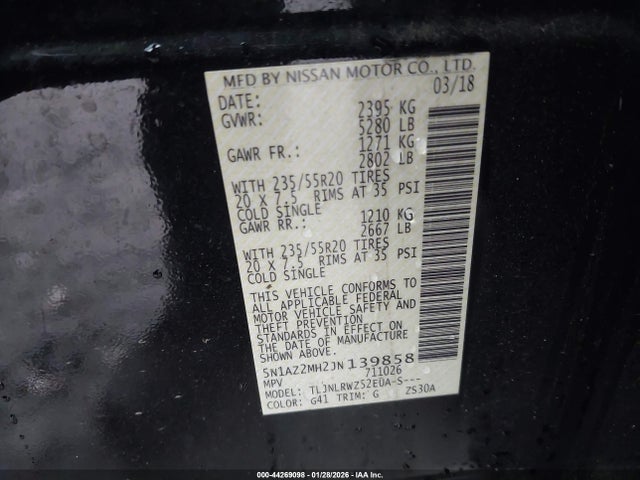 MFD BY NISSAN MOTOR CO., LTD.
DATE: 03/18
GVWR: 2395 KG
5280 LB
GAWR FR.: 1271 KG
2802 LB
WITH 235/55R20 TIRES
20 X 7.5 RIMS AT 35 PSI
COLD SINGLE
GAWR RR.: 1210 KG
2667 LB
WITH 235/55R20 TIRES
20 X 7.5 RIMS AT 35 PSI
COLD SINGLE
THIS VEHICLE CONFORMS TO
ALL APPLICABLE FEDERAL
MOTOR VEHICLE SAFETY AND
THEFT PREVENTION
STANDARDS IN EFFECT ON
THE DATE OF MANUFACTURE
SHOWN ABOVE.
5N1AZ2MH2JN139858
MPV 711026
MODEL: TLJNLRWZ52EUA-S---
COLOR: G41 TRIM: G ZS30A
000-44269098 | 01/28/2026 | IAA Inc.